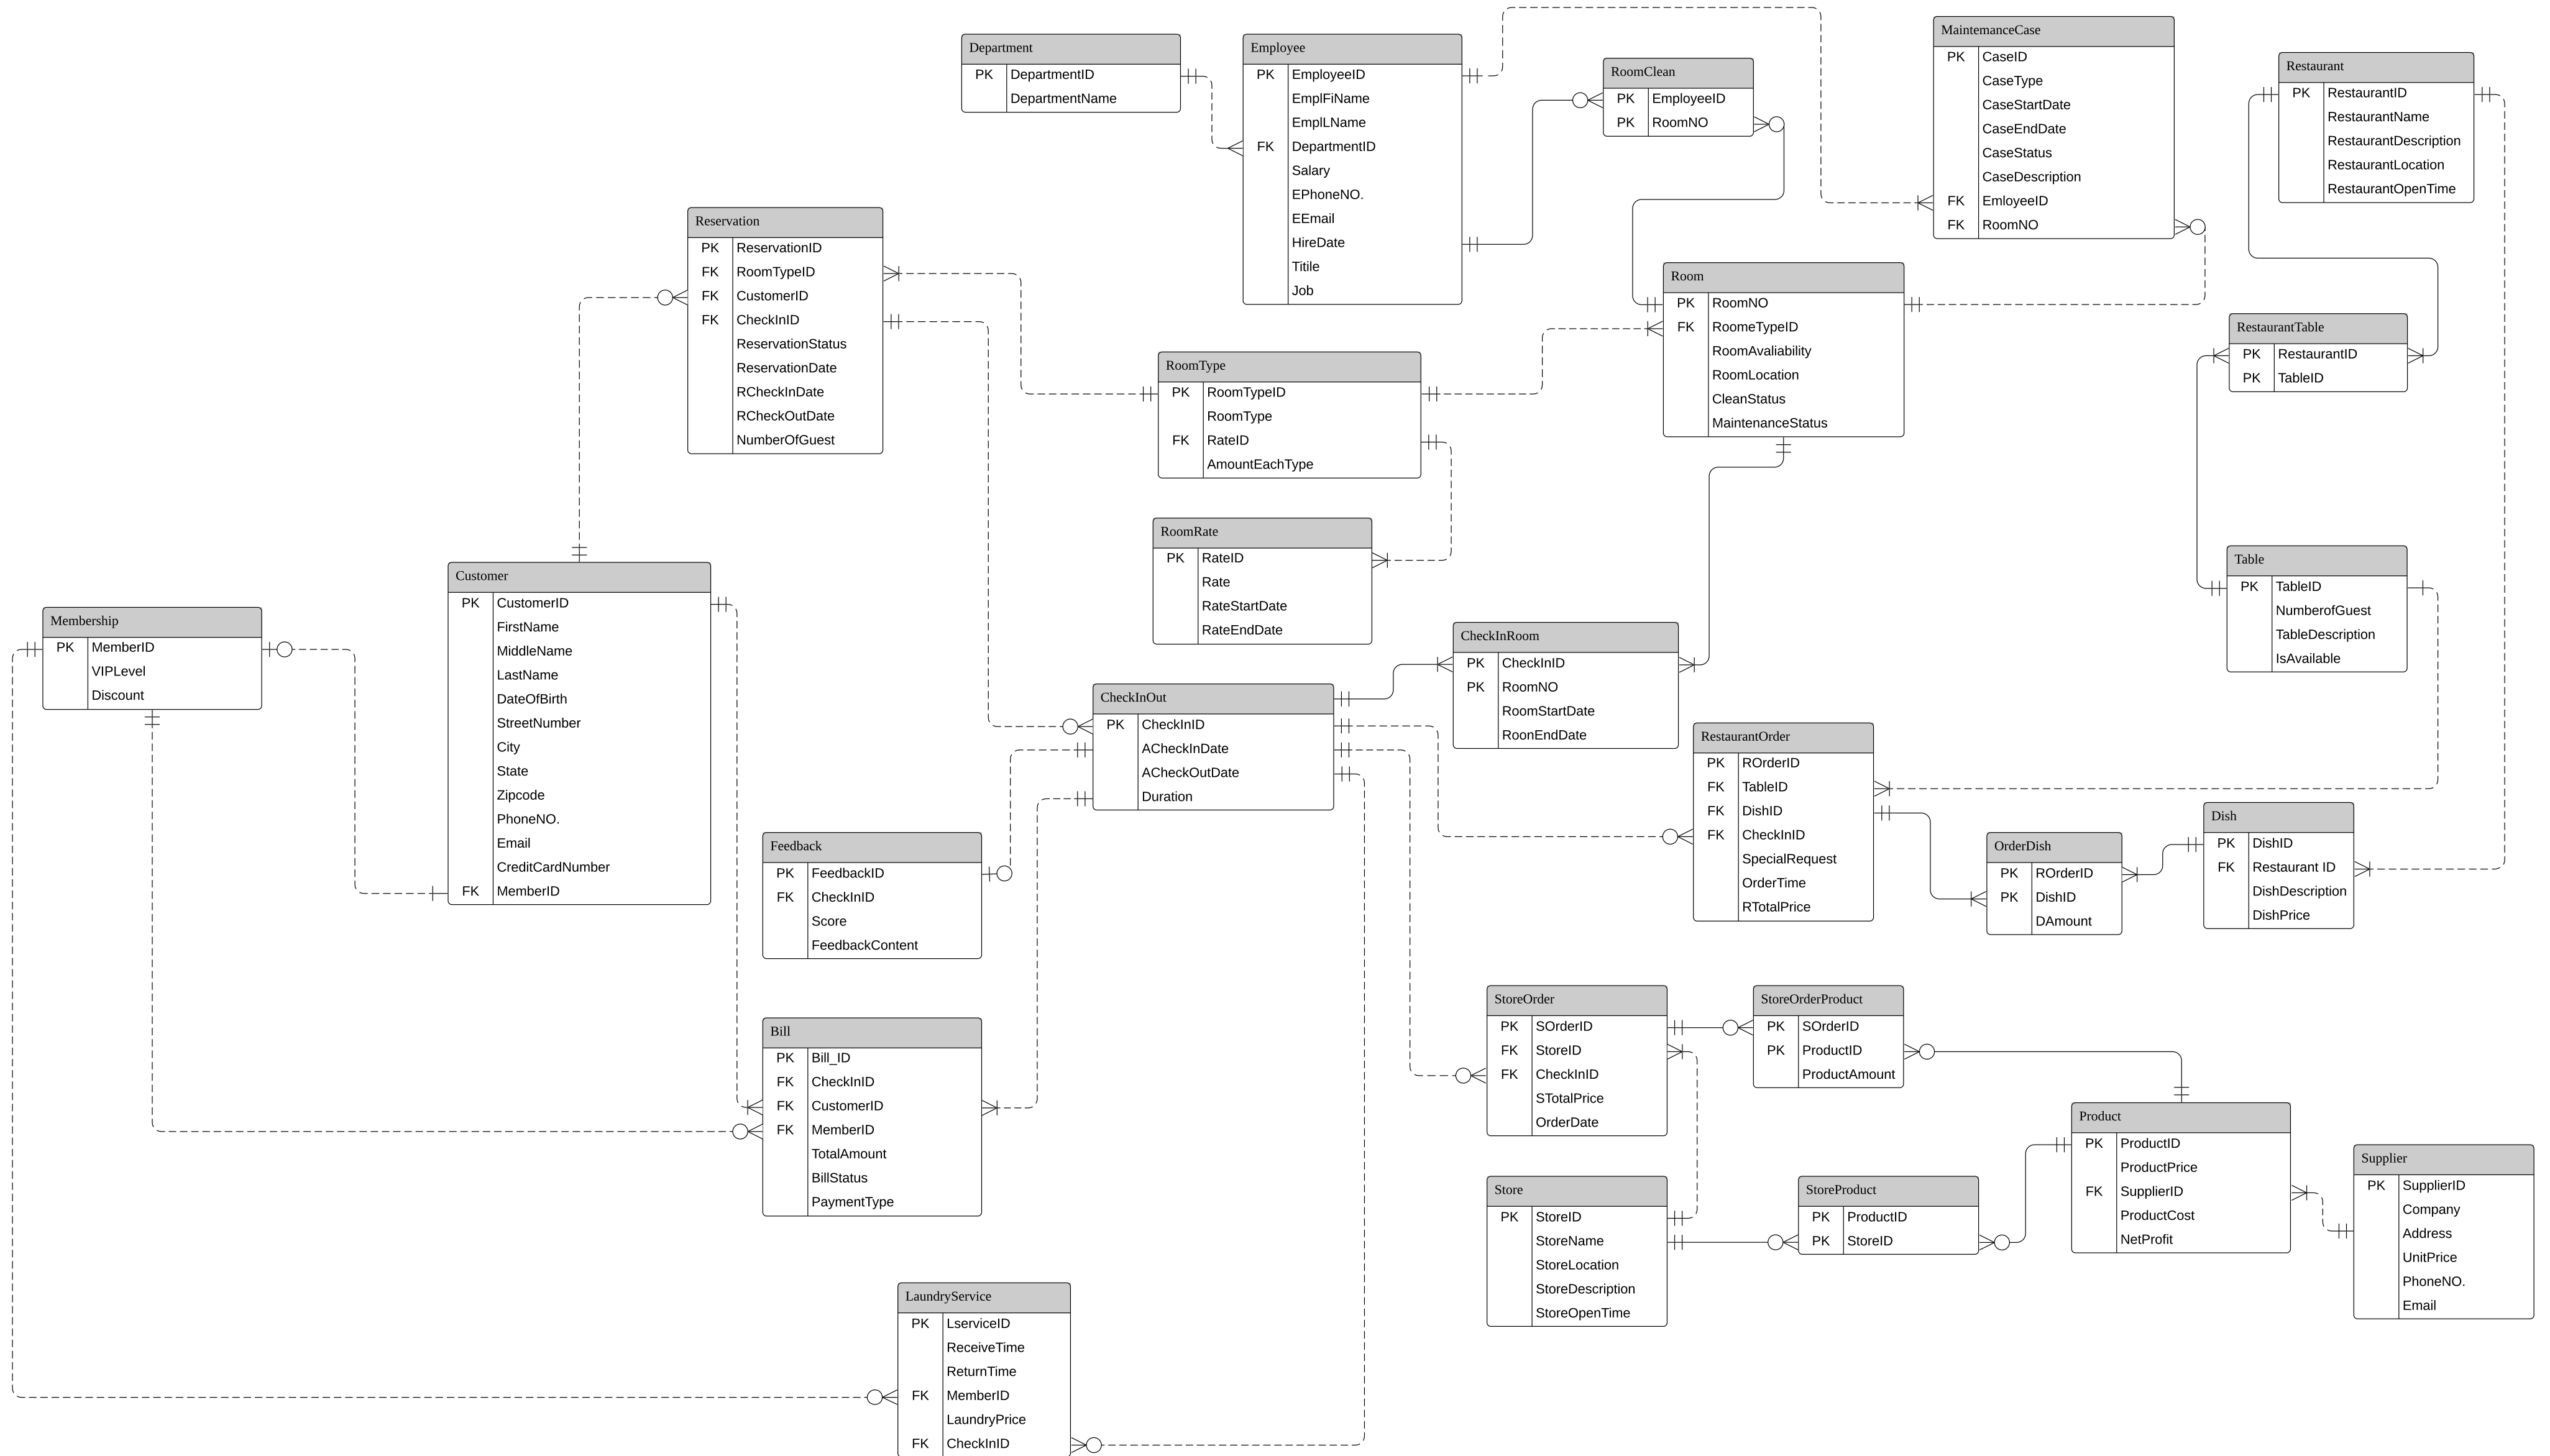 Department
PK DepartmentID
DepartmentName
Employee
PK EmployeeID
EmplFiName
EmplLName
FK DepartmentID
Salary
EPhoneNO.
EEmail
HireDate
Titile
Job
RoomClean
PK EmployeeID
PK RoomNO
MaintemanceCase
PK CaseID
CaseType
CaseStartDate
CaseEndDate
CaseStatus
CaseDescription
FK EmloyeeID
FK RoomNO
Restaurant
PK RestaurantID
RestaurantName
RestaurantDescription
RestaurantLocation
RestaurantOpenTime
Reservation
PK ReservationID
FK RoomTypeID
FK CustomerID
FK CheckInID
ReservationStatus
ReservationDate
RCheckInDate
RCheckOutDate
NumberOfGuest
Room
PK RoomNO
FK RoomeTypeID
RoomAvaliability
RoomLocation
CleanStatus
MaintenanceStatus
RestaurantTable
PK RestaurantID
PK TableID
RoomType
PK RoomTypeID
RoomType
FK RateID
AmountEachType
RoomRate
PK RateID
Rate
RateStartDate
RateEndDate
Table
PK TableID
NumberofGuest
TableDescription
IsAvailable
Customer
PK CustomerID
FirstName
MiddleName
LastName
DateOfBirth
StreetNumber
City
State
Zipcode
PhoneNO.
Email
CreditCardNumber
FK MemberID
Membership
PK MemberID
VIPLevel
Discount
CheckInRoom
PK CheckInID
PK RoomNO
RoomStartDate
RoonEndDate
CheckInOut
PK CheckInID
ACheckInDate
ACheckOutDate
Duration
RestaurantOrder
PK ROrderID
FK TableID
FK DishID
FK CheckInID
SpecialRequest
OrderTime
RTotalPrice
OrderDish
PK ROrderID
PK DishID
DAmount
Dish
PK DishID
FK Restaurant ID
DishDescription
DishPrice
Feedback
PK FeedbackID
FK CheckInID
Score
FeedbackContent
Bill
PK Bill_ID
FK CheckInID
FK CustomerID
FK MemberID
TotalAmount
BillStatus
PaymentType
StoreOrder
PK SOrderID
FK StoreID
FK CheckInID
STotalPrice
OrderDate
StoreOrderProduct
PK SOrderID
PK ProductID
ProductAmount
Product
PK ProductID
ProductPrice
FK SupplierID
ProductCost
NetProfit
Supplier
PK SupplierID
Company
Address
UnitPrice
PhoneNO.
Email
Store
PK StoreID
StoreName
StoreLocation
StoreDescription
StoreOpenTime
StoreProduct
PK ProductID
PK StoreID
LaundryService
PK LserviceID
ReceiveTime
ReturnTime
FK MemberID
LaundryPrice
FK CheckInID